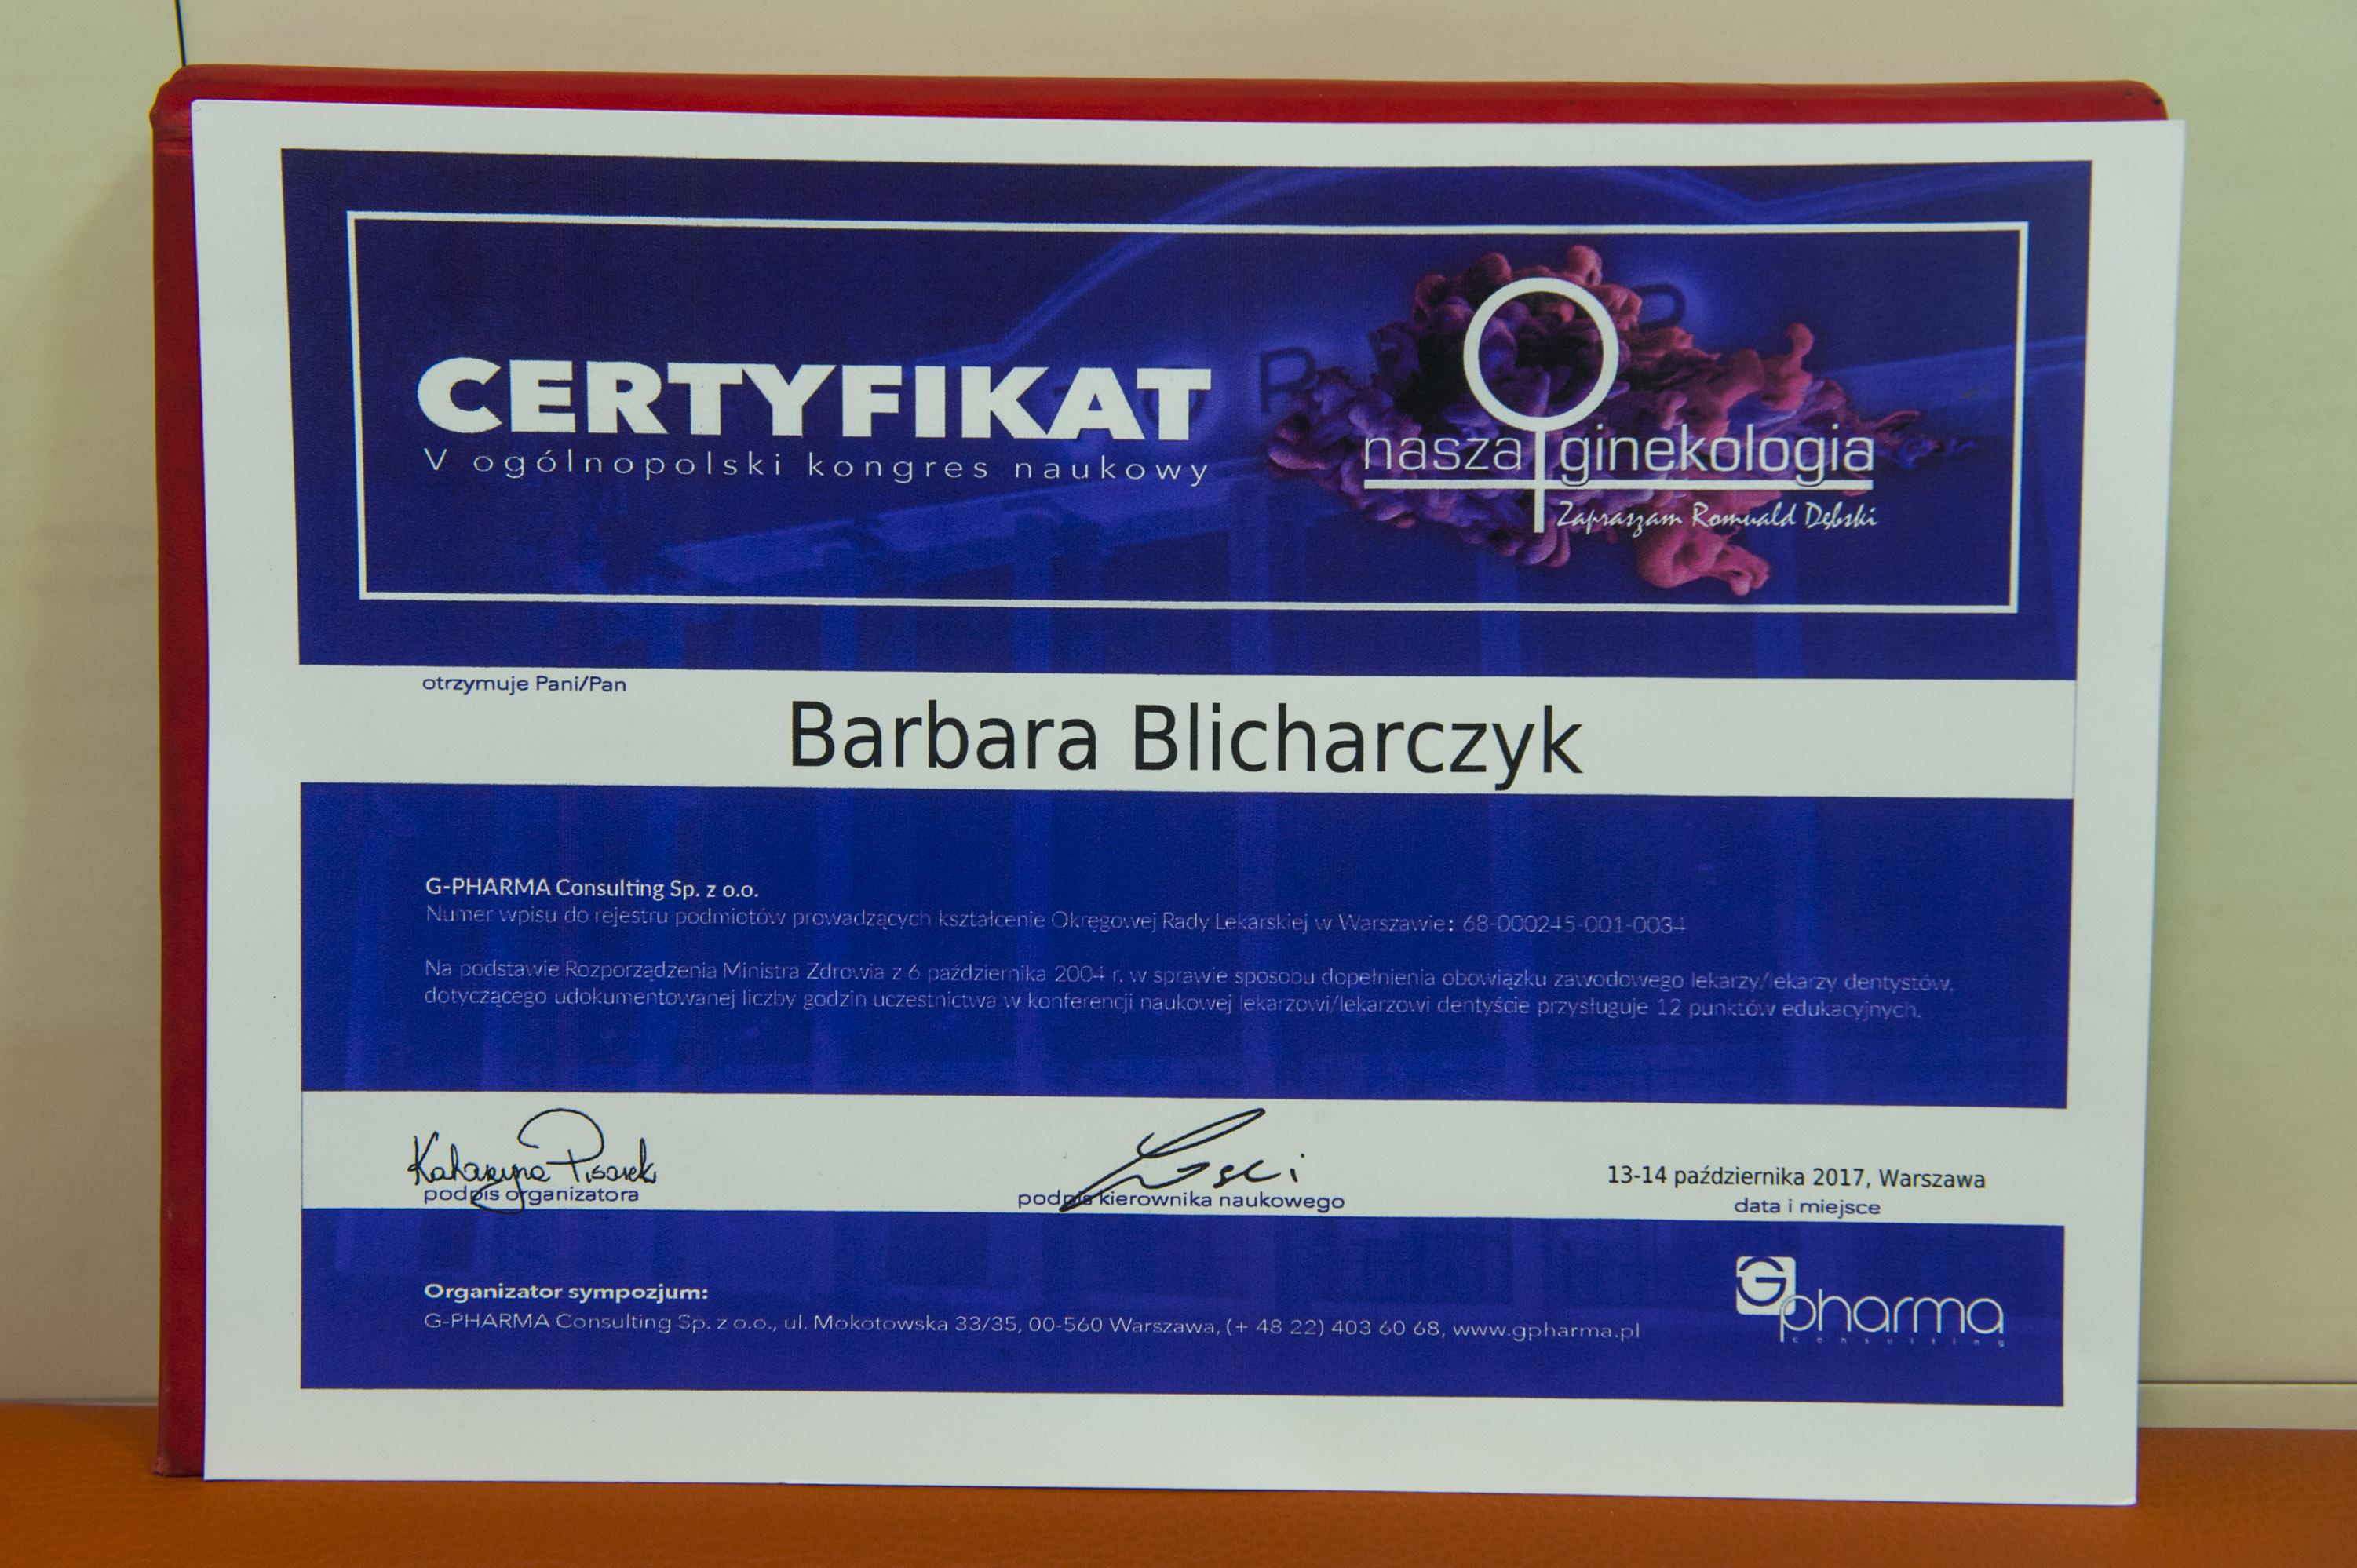 CERTYFIKAT
V ogólnopolski kongres naukowy
nasza ginekologia
Zapraszam Romuald Dębski
otrzymuje Pani/Pan
Barbara Blicharczyk
G-PHARMA Consulting Sp. z o.o.
Numer wpisu do rejestru podmiotów prowadzących kształcenie Okręgowej Rady Lekarskiej w Warszawie: 68-000245-001-0034
Na podstawie Rozporządzenia Ministra Zdrowia z 6 października 2004 r. w sprawie sposobu dopełnienia obowiązku zawodowego lekarzy/lekarzy dentystów,
dotyczącego udokumentowanej liczby godzin uczestnictwa w konferencji naukowej lekarzowi/lekarzowi dentyście przysługuje 12 punktów edukacyjnych.
Katarzyna Pisarek
podpis organizatora
podpis kierownika naukowego
13-14 października 2017, Warszawa
data i miejsce
Organizator sympozjum:
G-PHARMA Consulting Sp. z o.o., ul. Mokotowska 33/35, 00-560 Warszawa, (+ 48 22) 403 60 68, www.gpharma.pl
G pharma
consulting